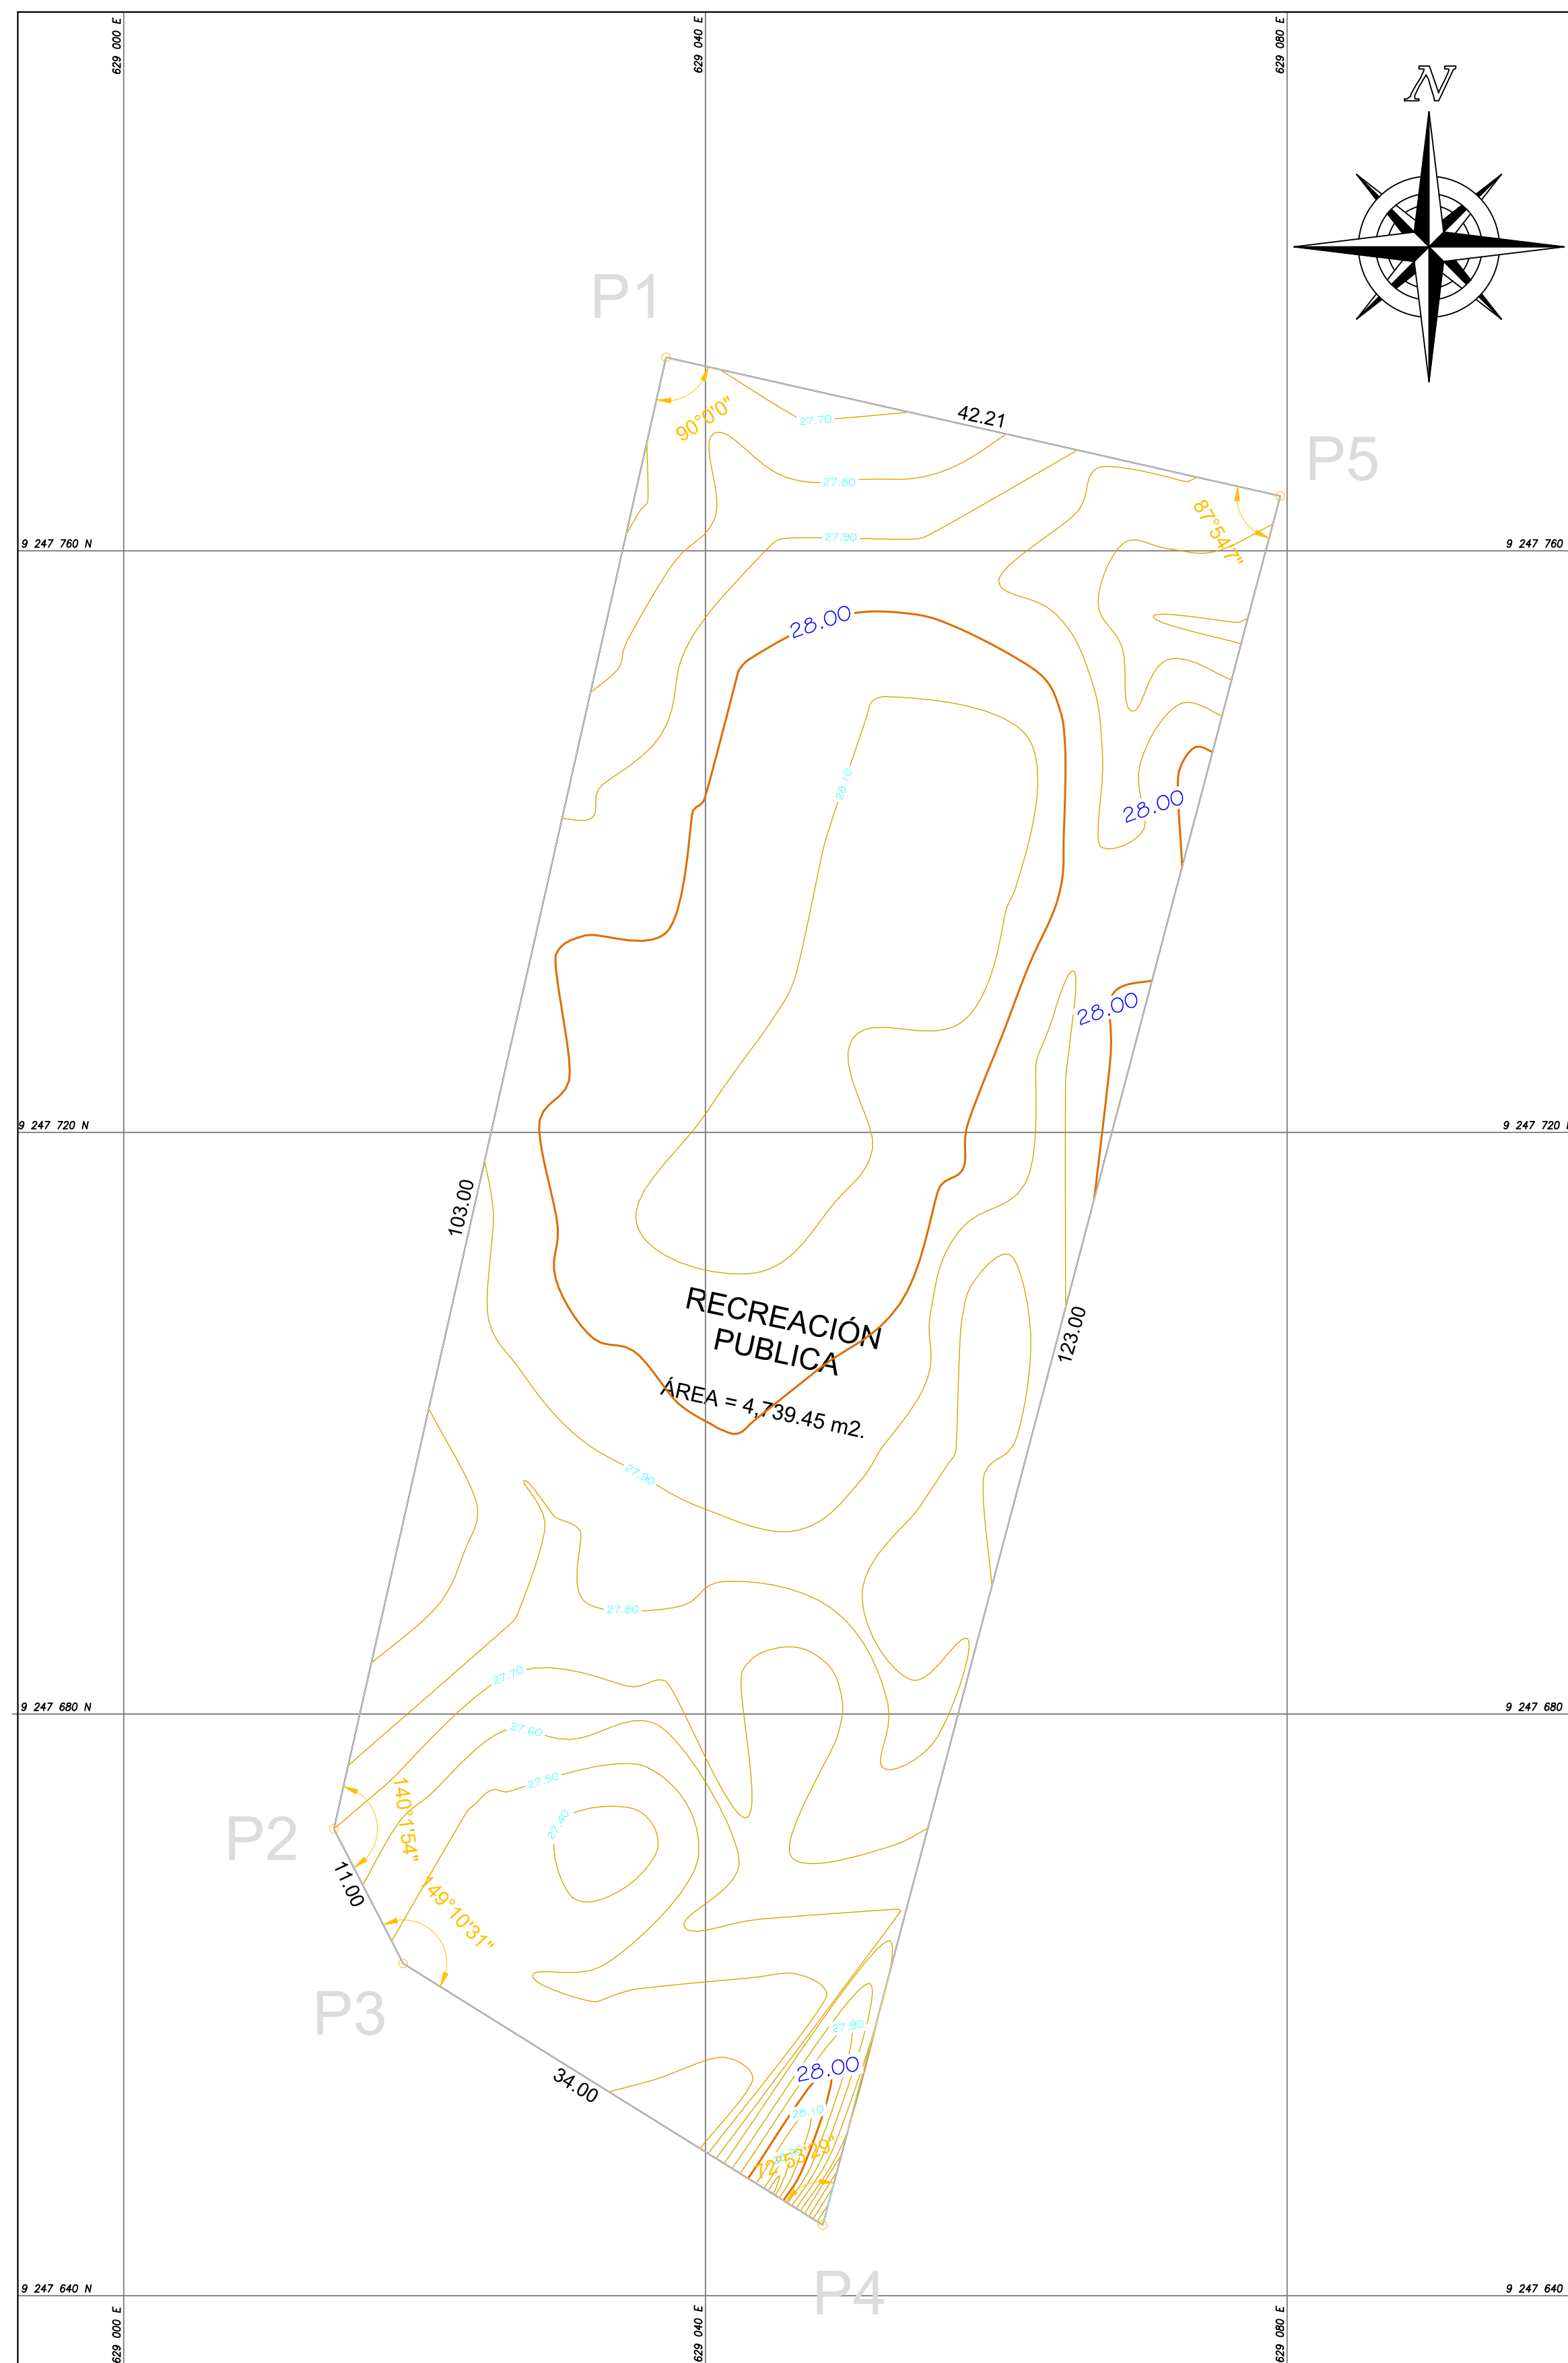 629 000 E
629 040 E
629 080 E
N
P1
90°0'0"
27.70
42.21
P5
27.80
87°54'7"
27.90
9 247 760 N
9 247 760
28.00
28.10
28.00
28.00
9 247 720 N
9 247 720
103.00
RECREACIÓN
PUBLICA
123.00
ÁREA = 4,739.45 m2.
27.90
27.80
27.70
9 247 680 N
9 247 680
27.60
27.50
140°1'54"
27.40
P2
11.00
149°10'31"
P3
27.90
28.00
34.00
28.10
72°53'29"
P4
9 247 640 N
9 247 640
629 000 E
629 040 E
629 080 E